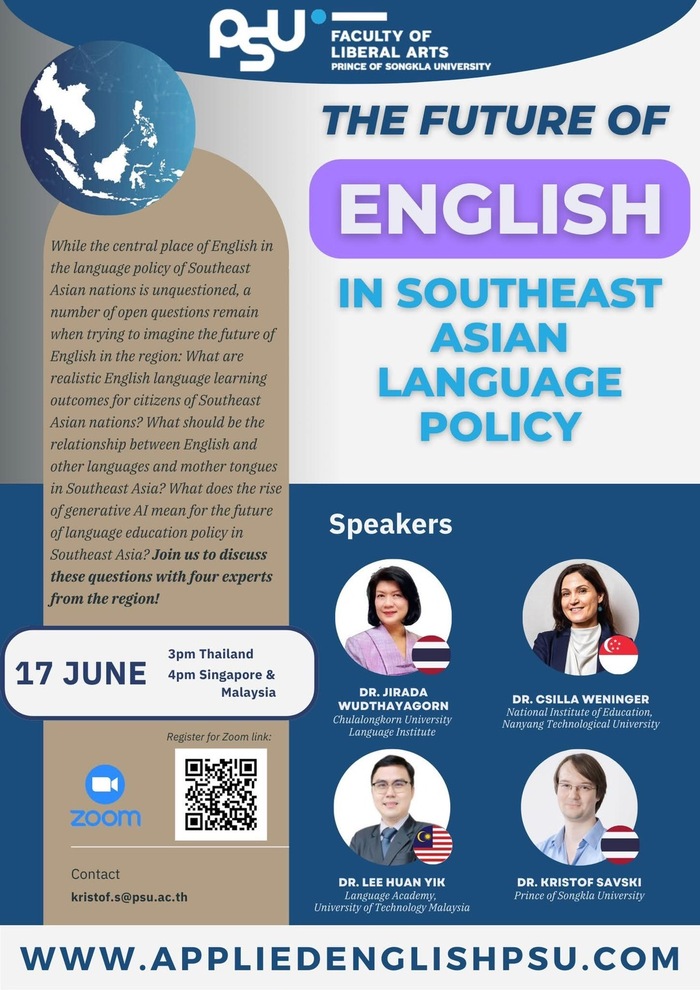 PSU
FACULTY OF
LIBERAL ARTS
PRINCE OF SONGKLA UNIVERSITY
THE FUTURE OF
ENGLISH
IN SOUTHEAST
ASIAN
LANGUAGE
POLICY
While the central place of English in
the language policy of Southeast
Asian nations is unquestioned, a
number of open questions remain
when trying to imagine the future of
English in the region: What are
realistic English language learning
outcomes for citizens of Southeast
Asian nations? What should be the
relationship between English and
other languages and mother tongues
in Southeast Asia? What does the rise
of generative AI mean for the future
of language education policy in
Southeast Asia? Join us to discuss
these questions with four experts
from the region!
17 JUNE
3pm Thailand
4pm Singapore &
Malaysia
Register for Zoom link:
zoom
Contact
kristof.s@psu.ac.th
Speakers
DR. JIRADA
WUDTHAYAGORN
Chulalongkorn University
Language Institute
DR. CSILLA WENINGER
National Institute of Education,
Nanyang Technological University
DR. LEE HUAN YIK
Language Academy,
University of Technology Malaysia
DR. KRISTOF SAVSKI
Prince of Songkla University
WWW.APPLIEDENGLISHPSU.COM